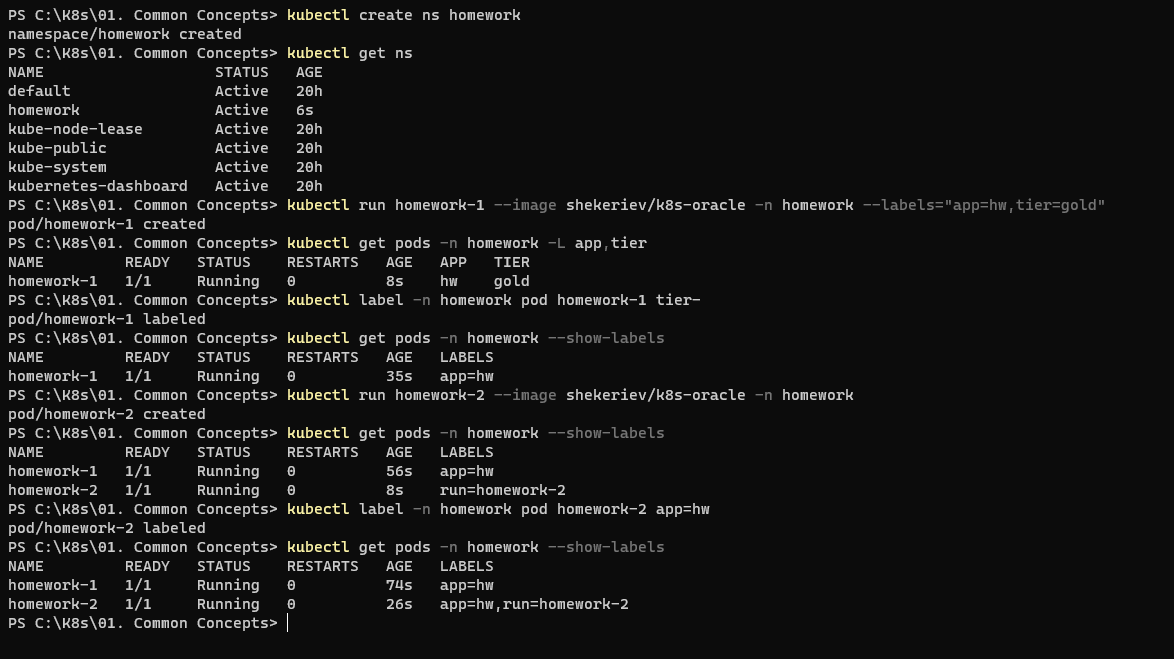 PS C:\K8s\01. Common Concepts> kubectl create ns homework
namespace/homework created
PS C:\K8s\01. Common Concepts> kubectl get ns
NAME                   STATUS   AGE
default                Active   20h
homework               Active   6s
kube-node-lease        Active   20h
kube-public            Active   20h
kube-system            Active   20h
kubernetes-dashboard   Active   20h
PS C:\K8s\01. Common Concepts> kubectl run homework-1 --image shekeriev/k8s-oracle -n homework --labels="app=hw,tier=gold"
pod/homework-1 created
PS C:\K8s\01. Common Concepts> kubectl get pods -n homework -L app,tier
NAME         READY   STATUS    RESTARTS   AGE   APP   TIER
homework-1   1/1     Running   0          8s    hw    gold
PS C:\K8s\01. Common Concepts> kubectl label -n homework pod homework-1 tier-
pod/homework-1 labeled
PS C:\K8s\01. Common Concepts> kubectl get pods -n homework --show-labels
NAME         READY   STATUS    RESTARTS   AGE   LABELS
homework-1   1/1     Running   0          35s   app=hw
PS C:\K8s\01. Common Concepts> kubectl run homework-2 --image shekeriev/k8s-oracle -n homework
pod/homework-2 created
PS C:\K8s\01. Common Concepts> kubectl get pods -n homework --show-labels
NAME         READY   STATUS    RESTARTS   AGE   LABELS
homework-1   1/1     Running   0          56s   app=hw
homework-2   1/1     Running   0          8s    run=homework-2
PS C:\K8s\01. Common Concepts> kubectl label -n homework pod homework-2 app=hw
pod/homework-2 labeled
PS C:\K8s\01. Common Concepts> kubectl get pods -n homework --show-labels
NAME         READY   STATUS    RESTARTS   AGE   LABELS
homework-1   1/1     Running   0          74s   app=hw
homework-2   1/1     Running   0          26s   app=hw,run=homework-2
PS C:\K8s\01. Common Concepts>